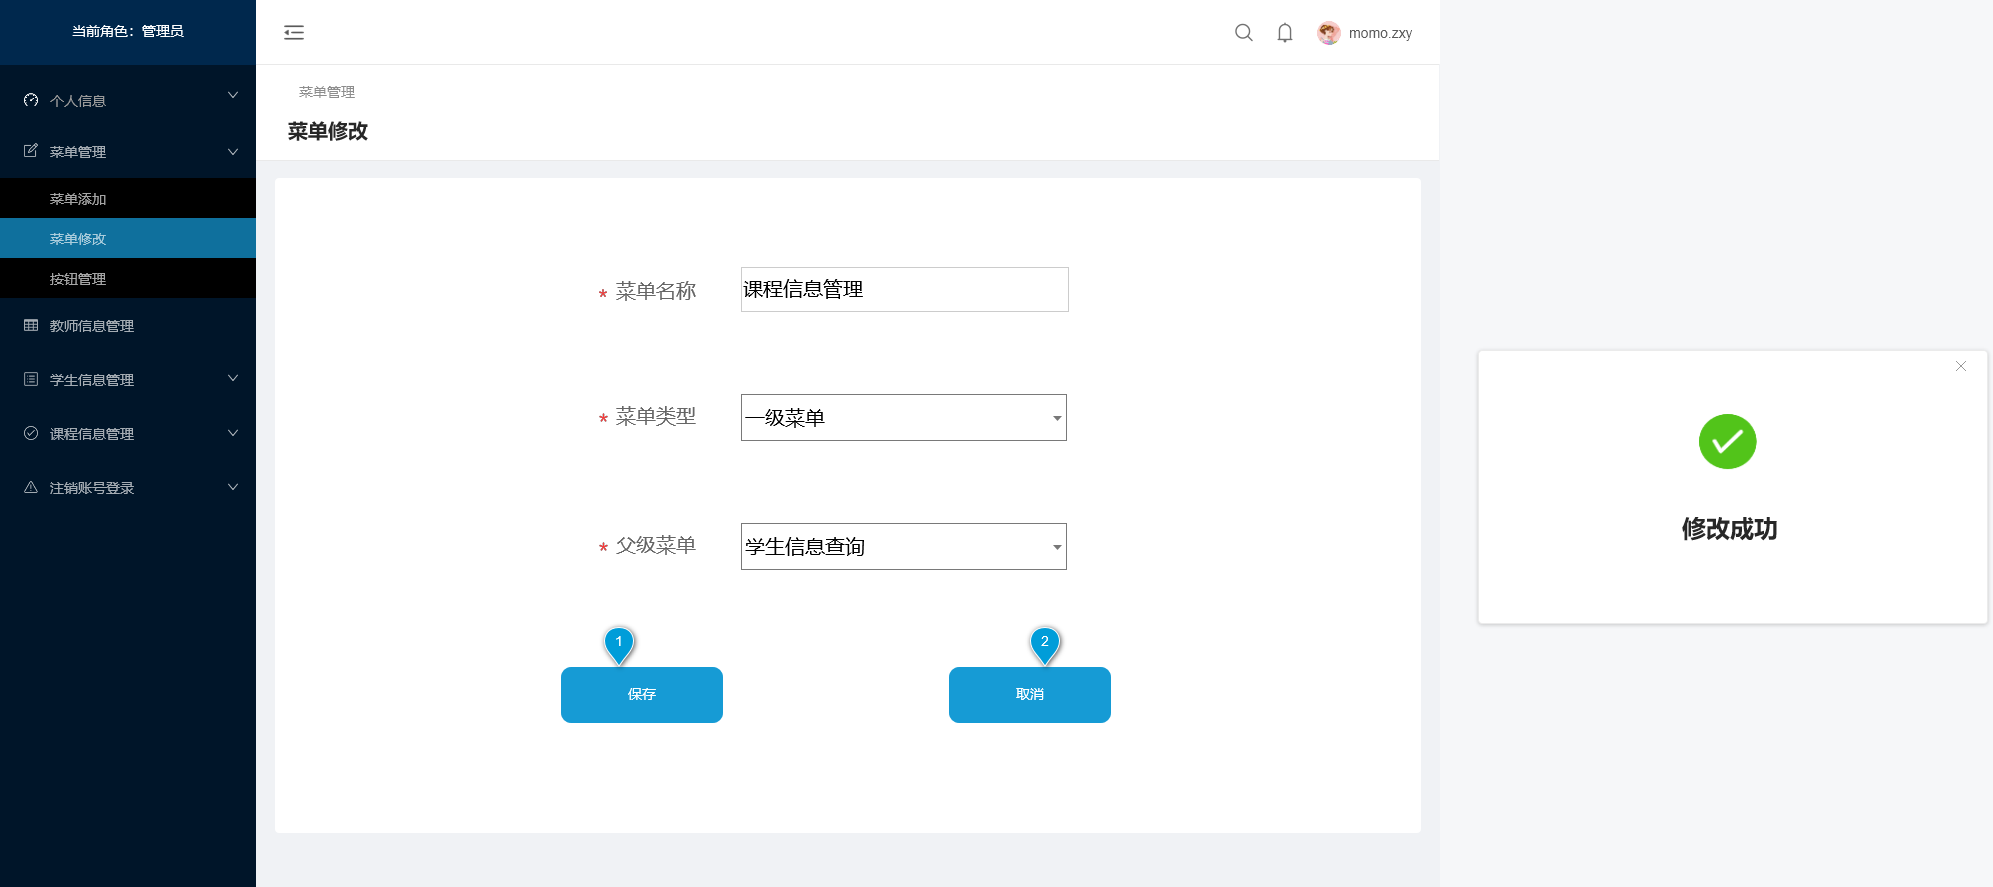 当前角色：管理员
个人信息
菜单管理
菜单添加
菜单修改
按钮管理
教师信息管理
学生信息管理
课程信息管理
注销账号登录
momo.zxy
菜单管理
菜单修改
* 菜单名称 课程信息管理
* 菜单类型 一级菜单
* 父级菜单 学生信息查询
1
2
保存
取消
修改成功